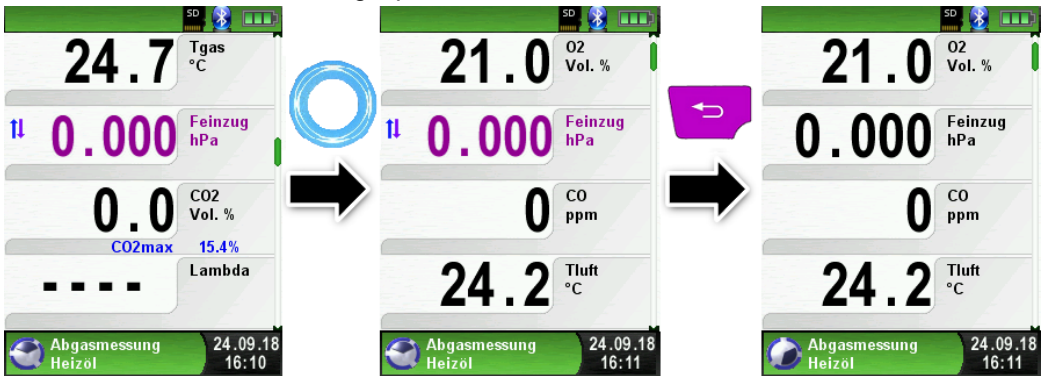 SD
24.7 Tgas
°C
0.000 Feinzug
hPa
0.0 CO2
Vol. %
CO2max 15.4%
---- Lambda
Abgasmessung 24.09.18
Heizöl 16:10
SD
21.0 O2
Vol. %
0.000 Feinzug
hPa
0 CO
ppm
24.2 Tluft
°C
Abgasmessung 24.09.18
Heizöl 16:11
SD
21.0 O2
Vol. %
0.000 Feinzug
hPa
0 CO
ppm
24.2 Tluft
°C
Abgasmessung 24.09.18
Heizöl 16:11